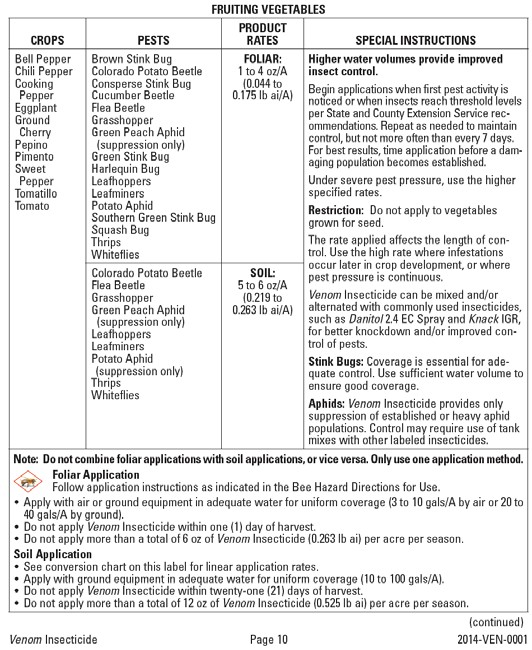 FRUITING VEGETABLES
CROPS
PESTS
PRODUCT
RATES
SPECIAL INSTRUCTIONS
Bell Pepper
Chili Pepper
Cooking
Pepper
Eggplant
Ground
Cherry
Pepino
Pimento
Sweet
Pepper
Tomatillo
Tomato
Brown Stink Bug
Colorado Potato Beetle
Consperse Stink Bug
Cucumber Beetle
Flea Beetle
Grasshopper
Green Peach Aphid
(suppression only)
Green Stink Bug
Harlequin Bug
Leafhoppers
Leafminers
Potato Aphid
Southern Green Stink Bug
Squash Bug
Thrips
Whiteflies
FOLIAR:
1 to 4 oz/A
(0.044 to
0.175 lb ai/A)
Colorado Potato Beetle
Flea Beetle
Grasshopper
Green Peach Aphid
(suppression only)
Leafhoppers
Leafminers
Potato Aphid
(suppression only)
Thrips
Whiteflies
SOIL:
5 to 6 oz/A
(0.219 to
0.263 lb ai/A)
Higher water volumes provide improved
insect control.
Begin applications when first pest activity is
noticed or when insects reach threshold levels
per State and County Extension Service rec-
ommendations. Repeat as needed to maintain
control, but not more often than every 7 days.
For best results, time application before a dam-
aging population becomes established.
Under severe pest pressure, use the higher
specified rates.
Restriction: Do not apply to vegetables
grown for seed.
The rate applied affects the length of con-
trol. Use the high rate where infestations
occur later in crop development, or where
pest pressure is continuous.
Venom Insecticide can be mixed and/or
alternated with commonly used insecticides,
such as Danitol 2.4 EC Spray and Knack IGR,
for better knockdown and/or improved con-
trol of pests.
Stink Bugs: Coverage is essential for ade-
quate control. Use sufficient water volume to
ensure good coverage.
Aphids: Venom Insecticide provides only
suppression of established or heavy aphid
populations. Control may require use of tank
mixes with other labeled insecticides.
Note: Do not combine foliar applications with soil applications, or vice versa. Only use one application method.
Foliar Application
Follow application instructions as indicated in the Bee Hazard Directions for Use.
• Apply with air or ground equipment in adequate water for uniform coverage (3 to 10 gals/A by air or 20 to
40 gals/A by ground).
• Do not apply Venom Insecticide within one (1) day of harvest.
• Do not apply more than a total of 6 oz of Venom Insecticide (0.263 lb ai) per acre per season.
Soil Application
• See conversion chart on this label for linear application rates.
• Apply with ground equipment in adequate water for uniform coverage (10 to 100 gals/A).
• Do not apply Venom Insecticide within twenty-one (21) days of harvest.
• Do not apply more than a total of 12 oz of Venom Insecticide (0.525 lb ai) per acre per season.
(continued)
Venom Insecticide
Page 10
2014-VEN-0001